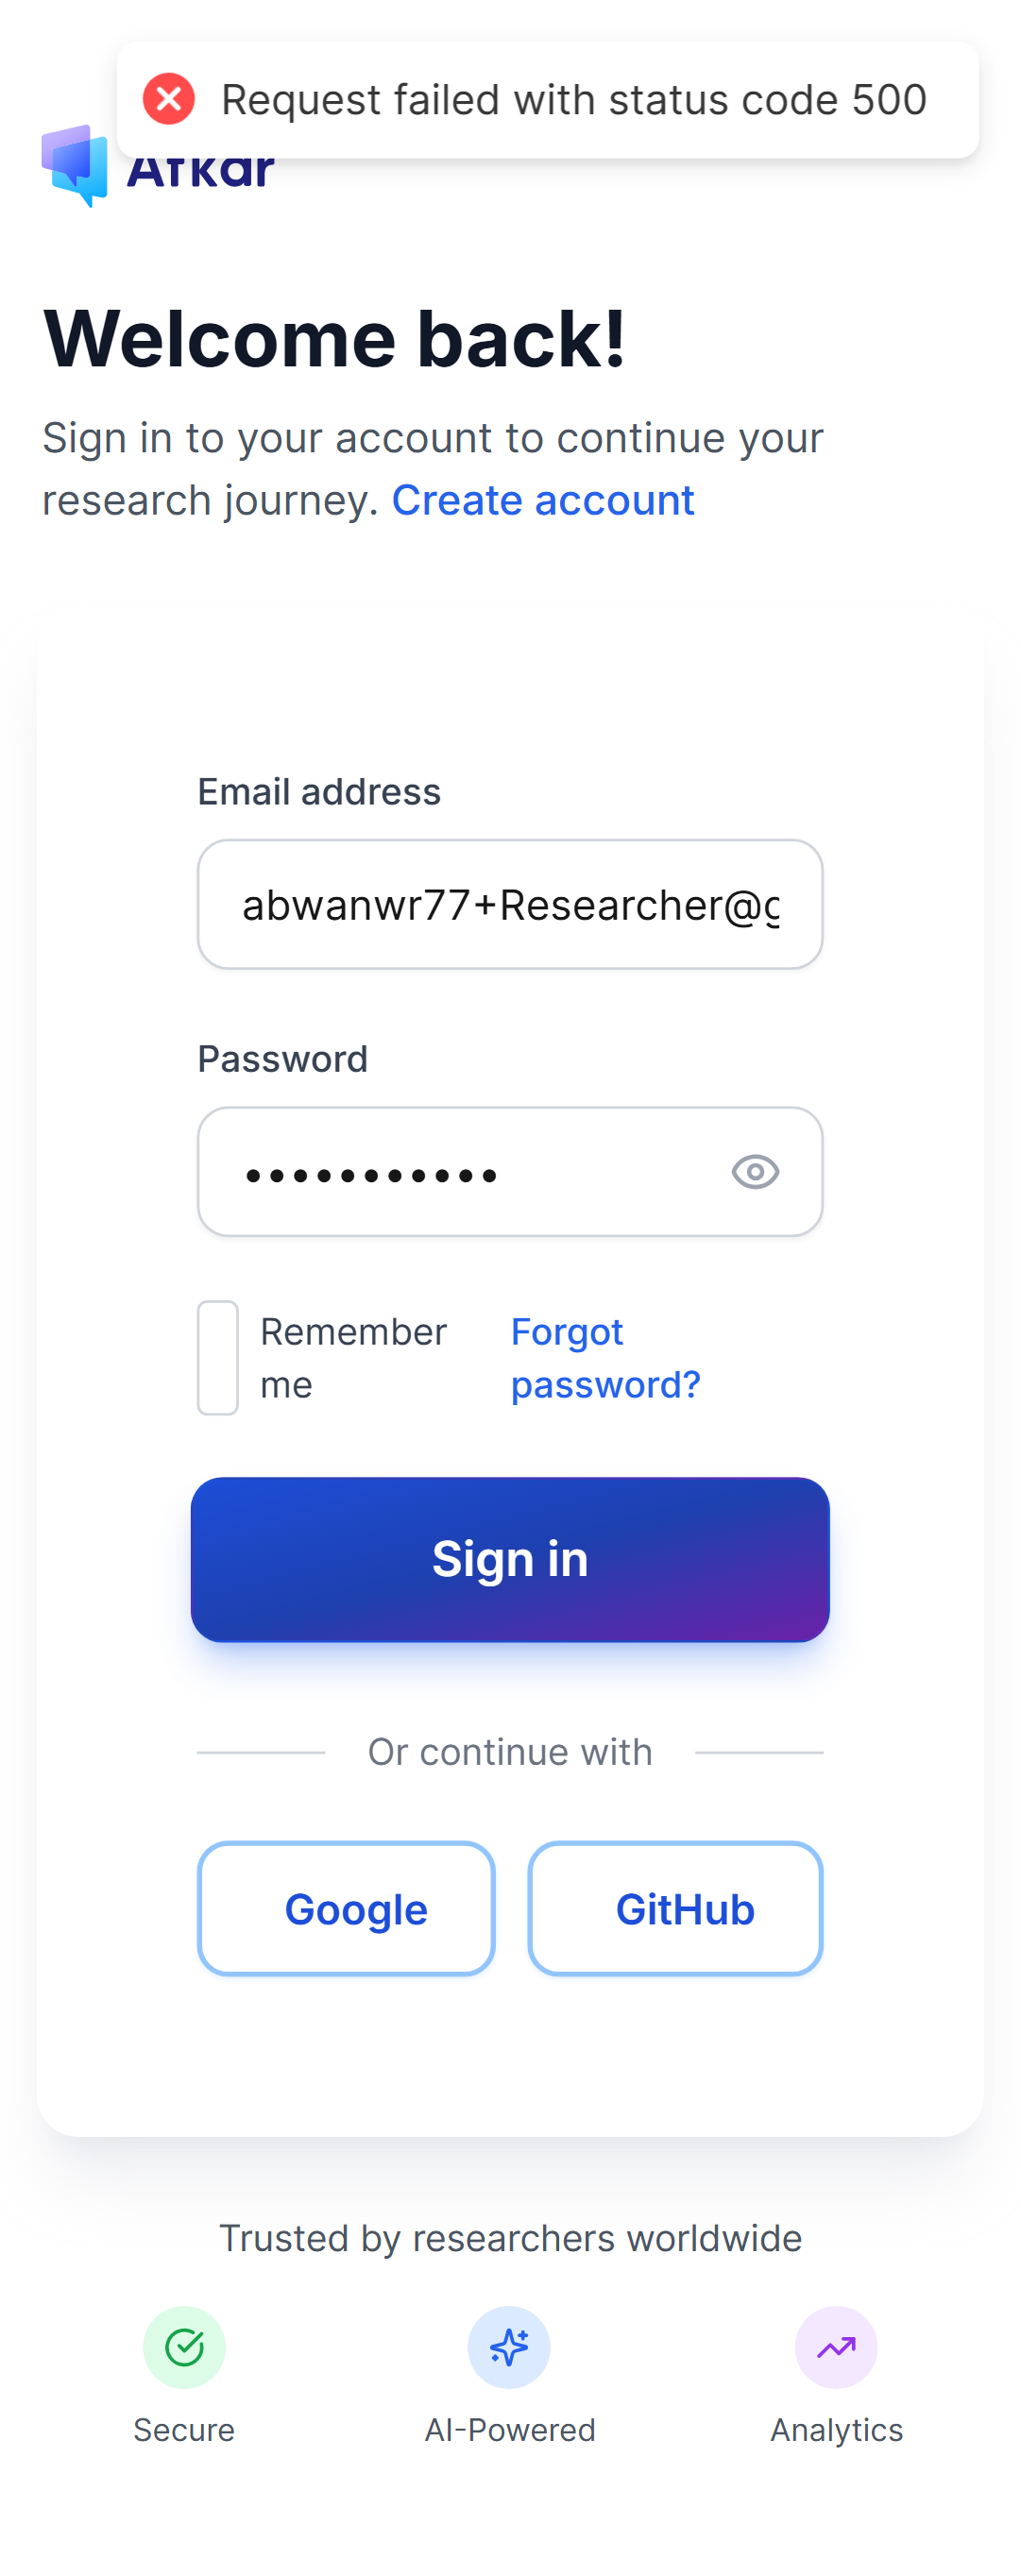 Request failed with status code 500
Afkar
Welcome back!
Sign in to your account to continue your
research journey. Create account
Email address
abwanwr77+Researcher@g
Password
Remember
me
Forgot
password?
Sign in
Or continue with
Google
GitHub
Trusted by researchers worldwide
Secure
AI-Powered
Analytics